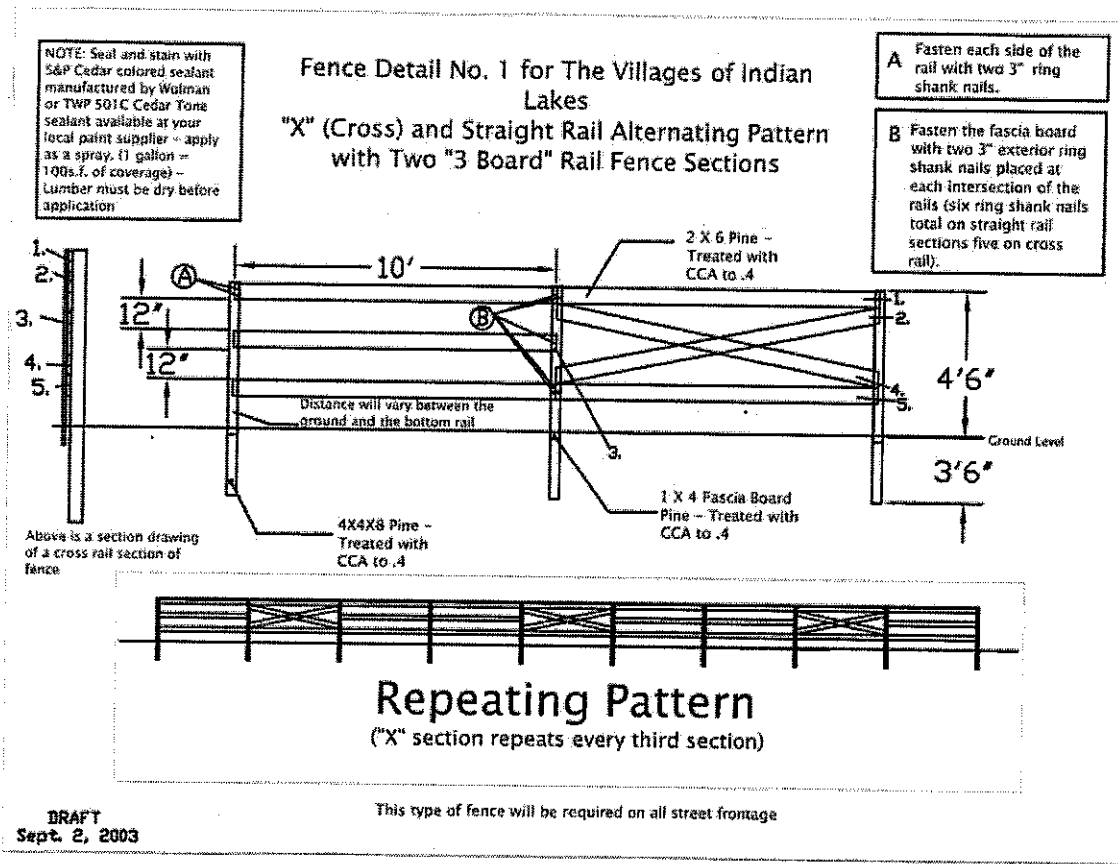 NOTE: Seal and stain with
S&P Cedar colored sealant
manufactured by Wolman
or TWP 501C Cedar Tone
sealant available at your
local paint supplier - apply
as a spray. (1 gallon =
100s.f. of coverage) -
Lumber must be dry before
application
Fence Detail No. 1 for The Villages of Indian
Lakes
"X" (Cross) and Straight Rail Alternating Pattern
with Two "3 Board" Rail Fence Sections
A Fasten each side of the
rail with two 3" ring
shank nails.
B Fasten the fascia board
with two 3" exterior ring
shank nails placed at
each intersection of the
rails (six ring shank nails
total on straight rail
sections five on cross
rail).
1.
2.
3.
4.
5.
A
10'
2 X 6 Pine -
Treated with
CCA to .4
12"
12"
B
1.
2.
4.
5.
3.
4'6"
Distance will vary between the
ground and the bottom rail
Ground Level
3'6"
Above is a section drawing
of a cross rail section of
fence
4X4X8 Pine -
Treated with
CCA to .4
1 X 4 Fascia Board
Pine - Treated with
CCA to .4
Repeating Pattern
("X" section repeats every third section)
This type of fence will be required on all street frontage
DRAFT
Sept. 2, 2003